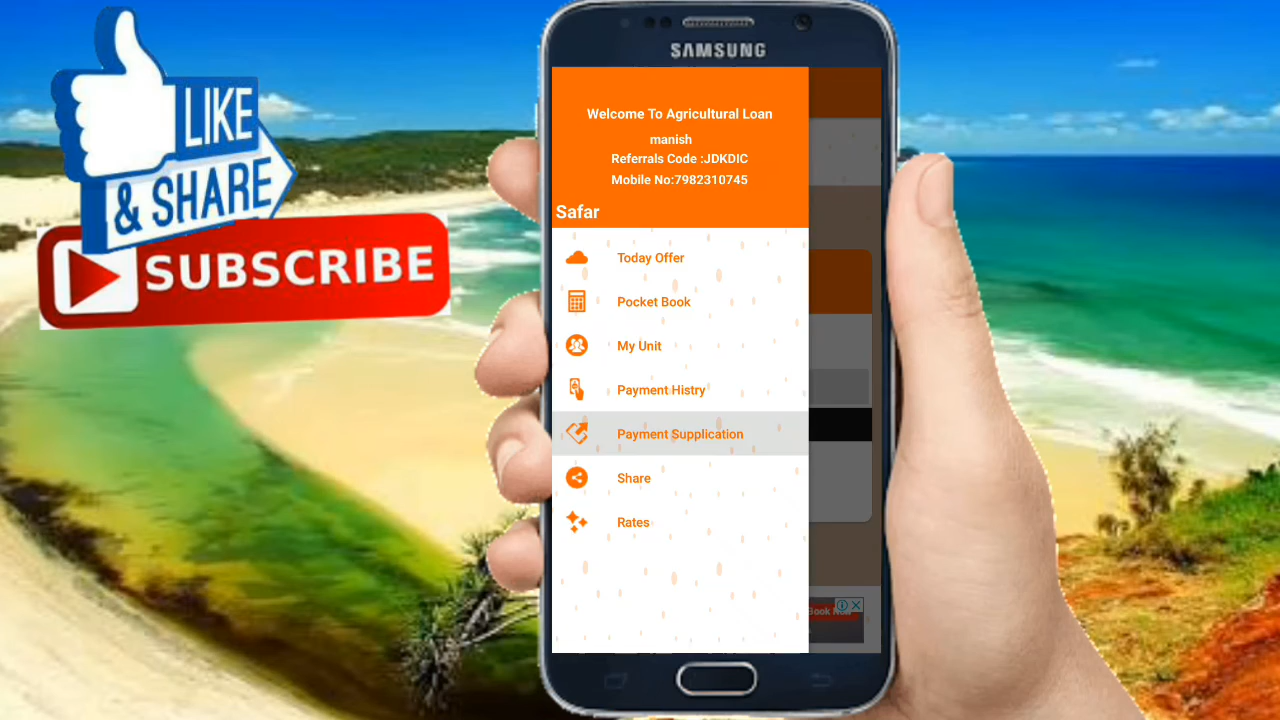 LIKE
& SHARE
SUBSCRIBE
SAMSUNG
Welcome To Agricultural Loan
manish
Referrals Code :JDKDIC
Mobile No:7982310745
Safar
Today Offer
Pocket Book
My Unit
Payment Histry
Payment Supplication
Share
Rates
Book